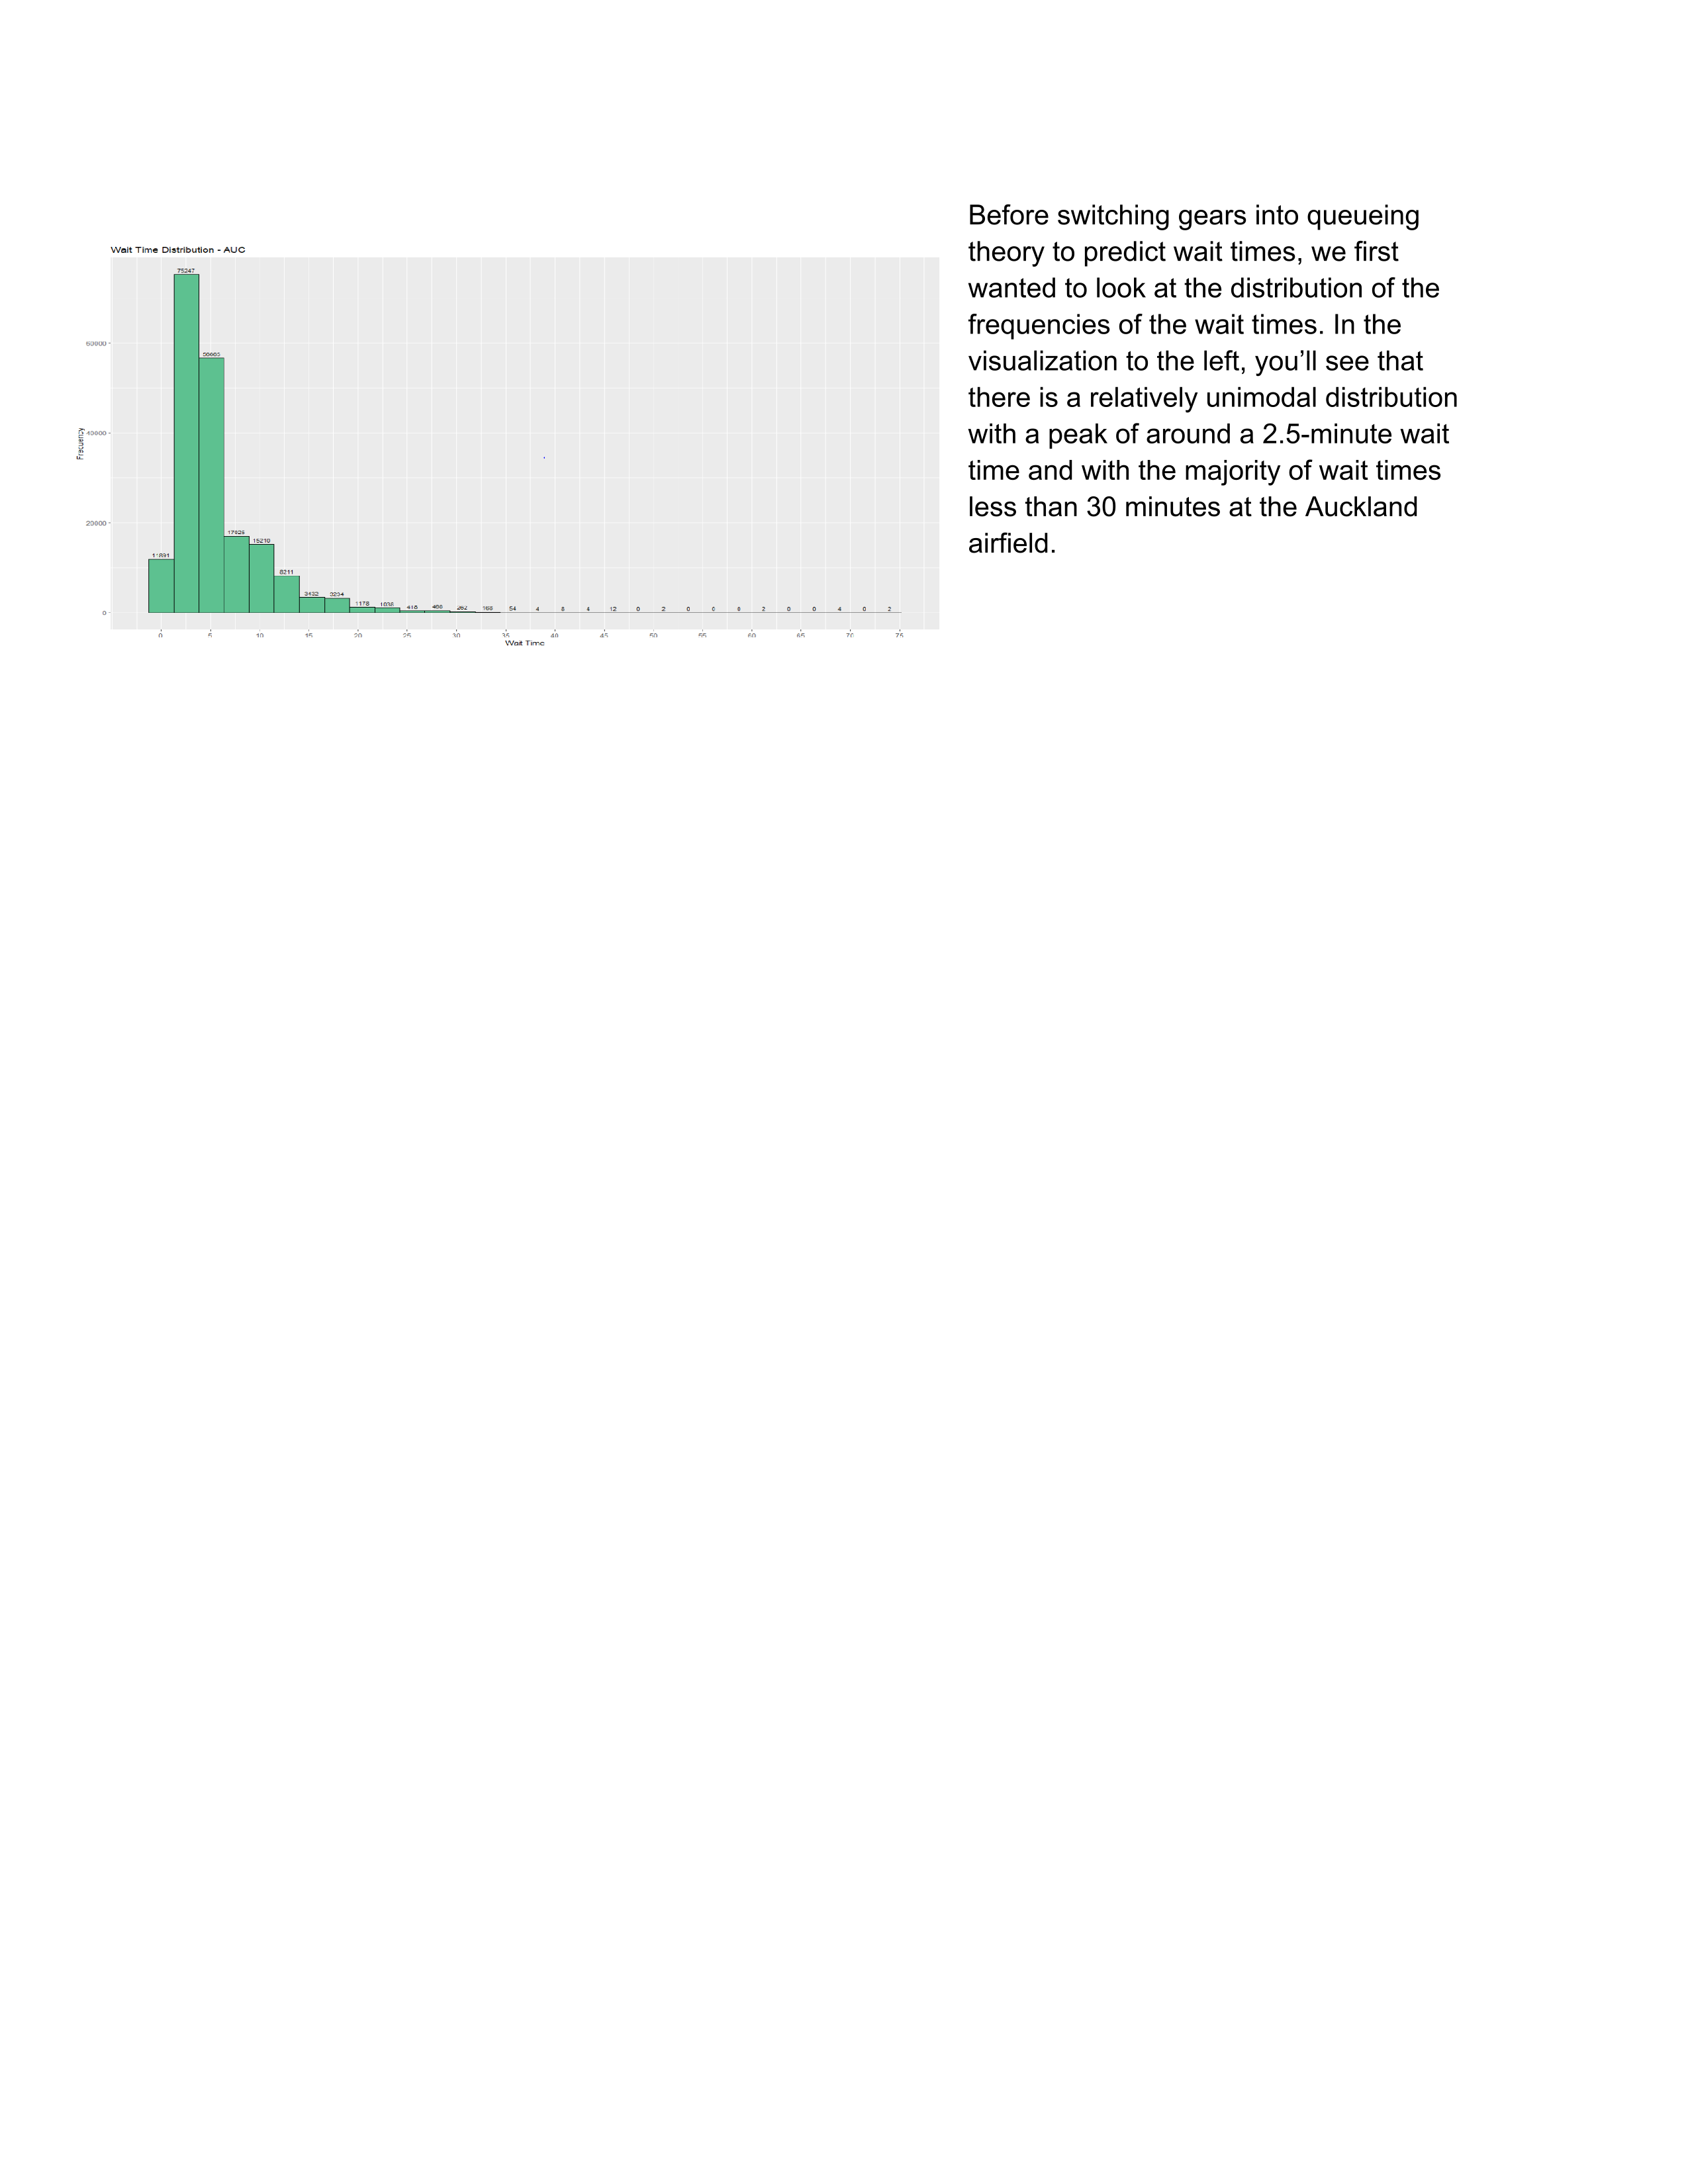 Wait Time Distribution - AUC
75247
60000
11831
15210
8211
3432
3234
1178
1038
418
488
262
168
54
4
8
4
12
0
2
0
0
6
2
0
0
4
0
2
40000
20000
0
Frequency
0 5 10 15 20 25 30 35 40 45 50 55 60 65 70 75
Wait Time
Before switching gears into queueing
theory to predict wait times, we first
wanted to look at the distribution of the
frequencies of the wait times. In the
visualization to the left, you’ll see that
there is a relatively unimodal distribution
with a peak of around a 2.5-minute wait
time and with the majority of wait times
less than 30 minutes at the Auckland
airfield.